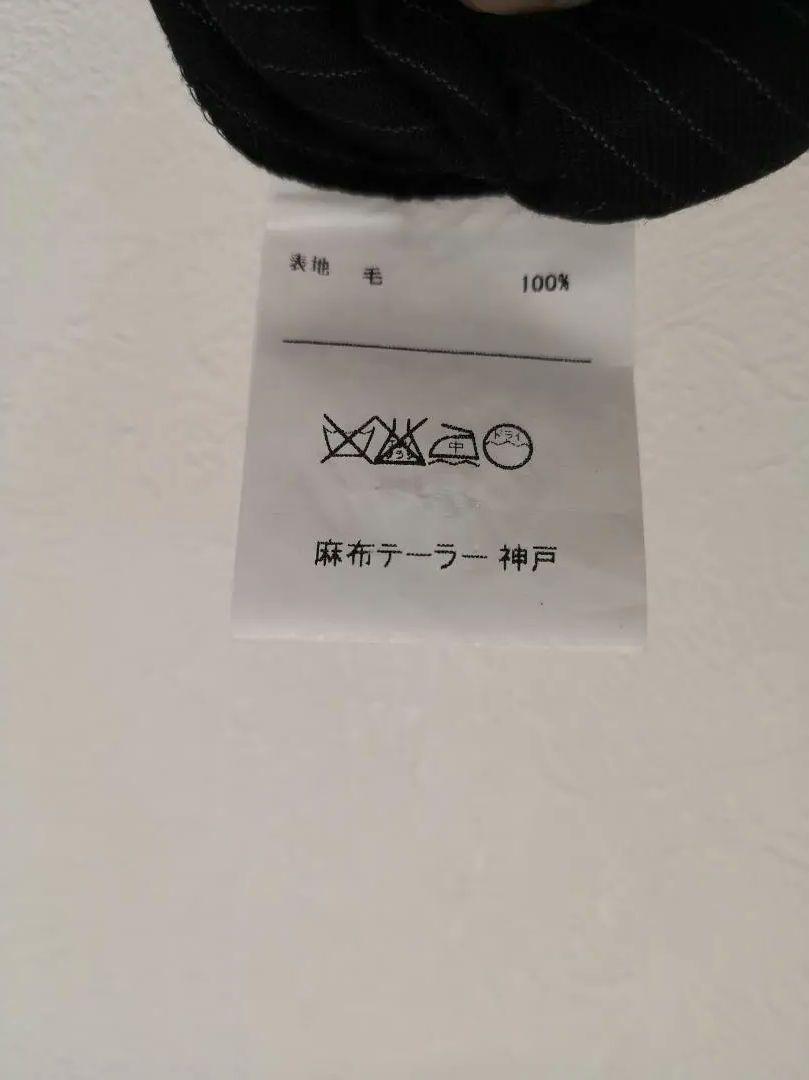 表地 毛 100%
中 ドライ
麻布テーラー 神戸